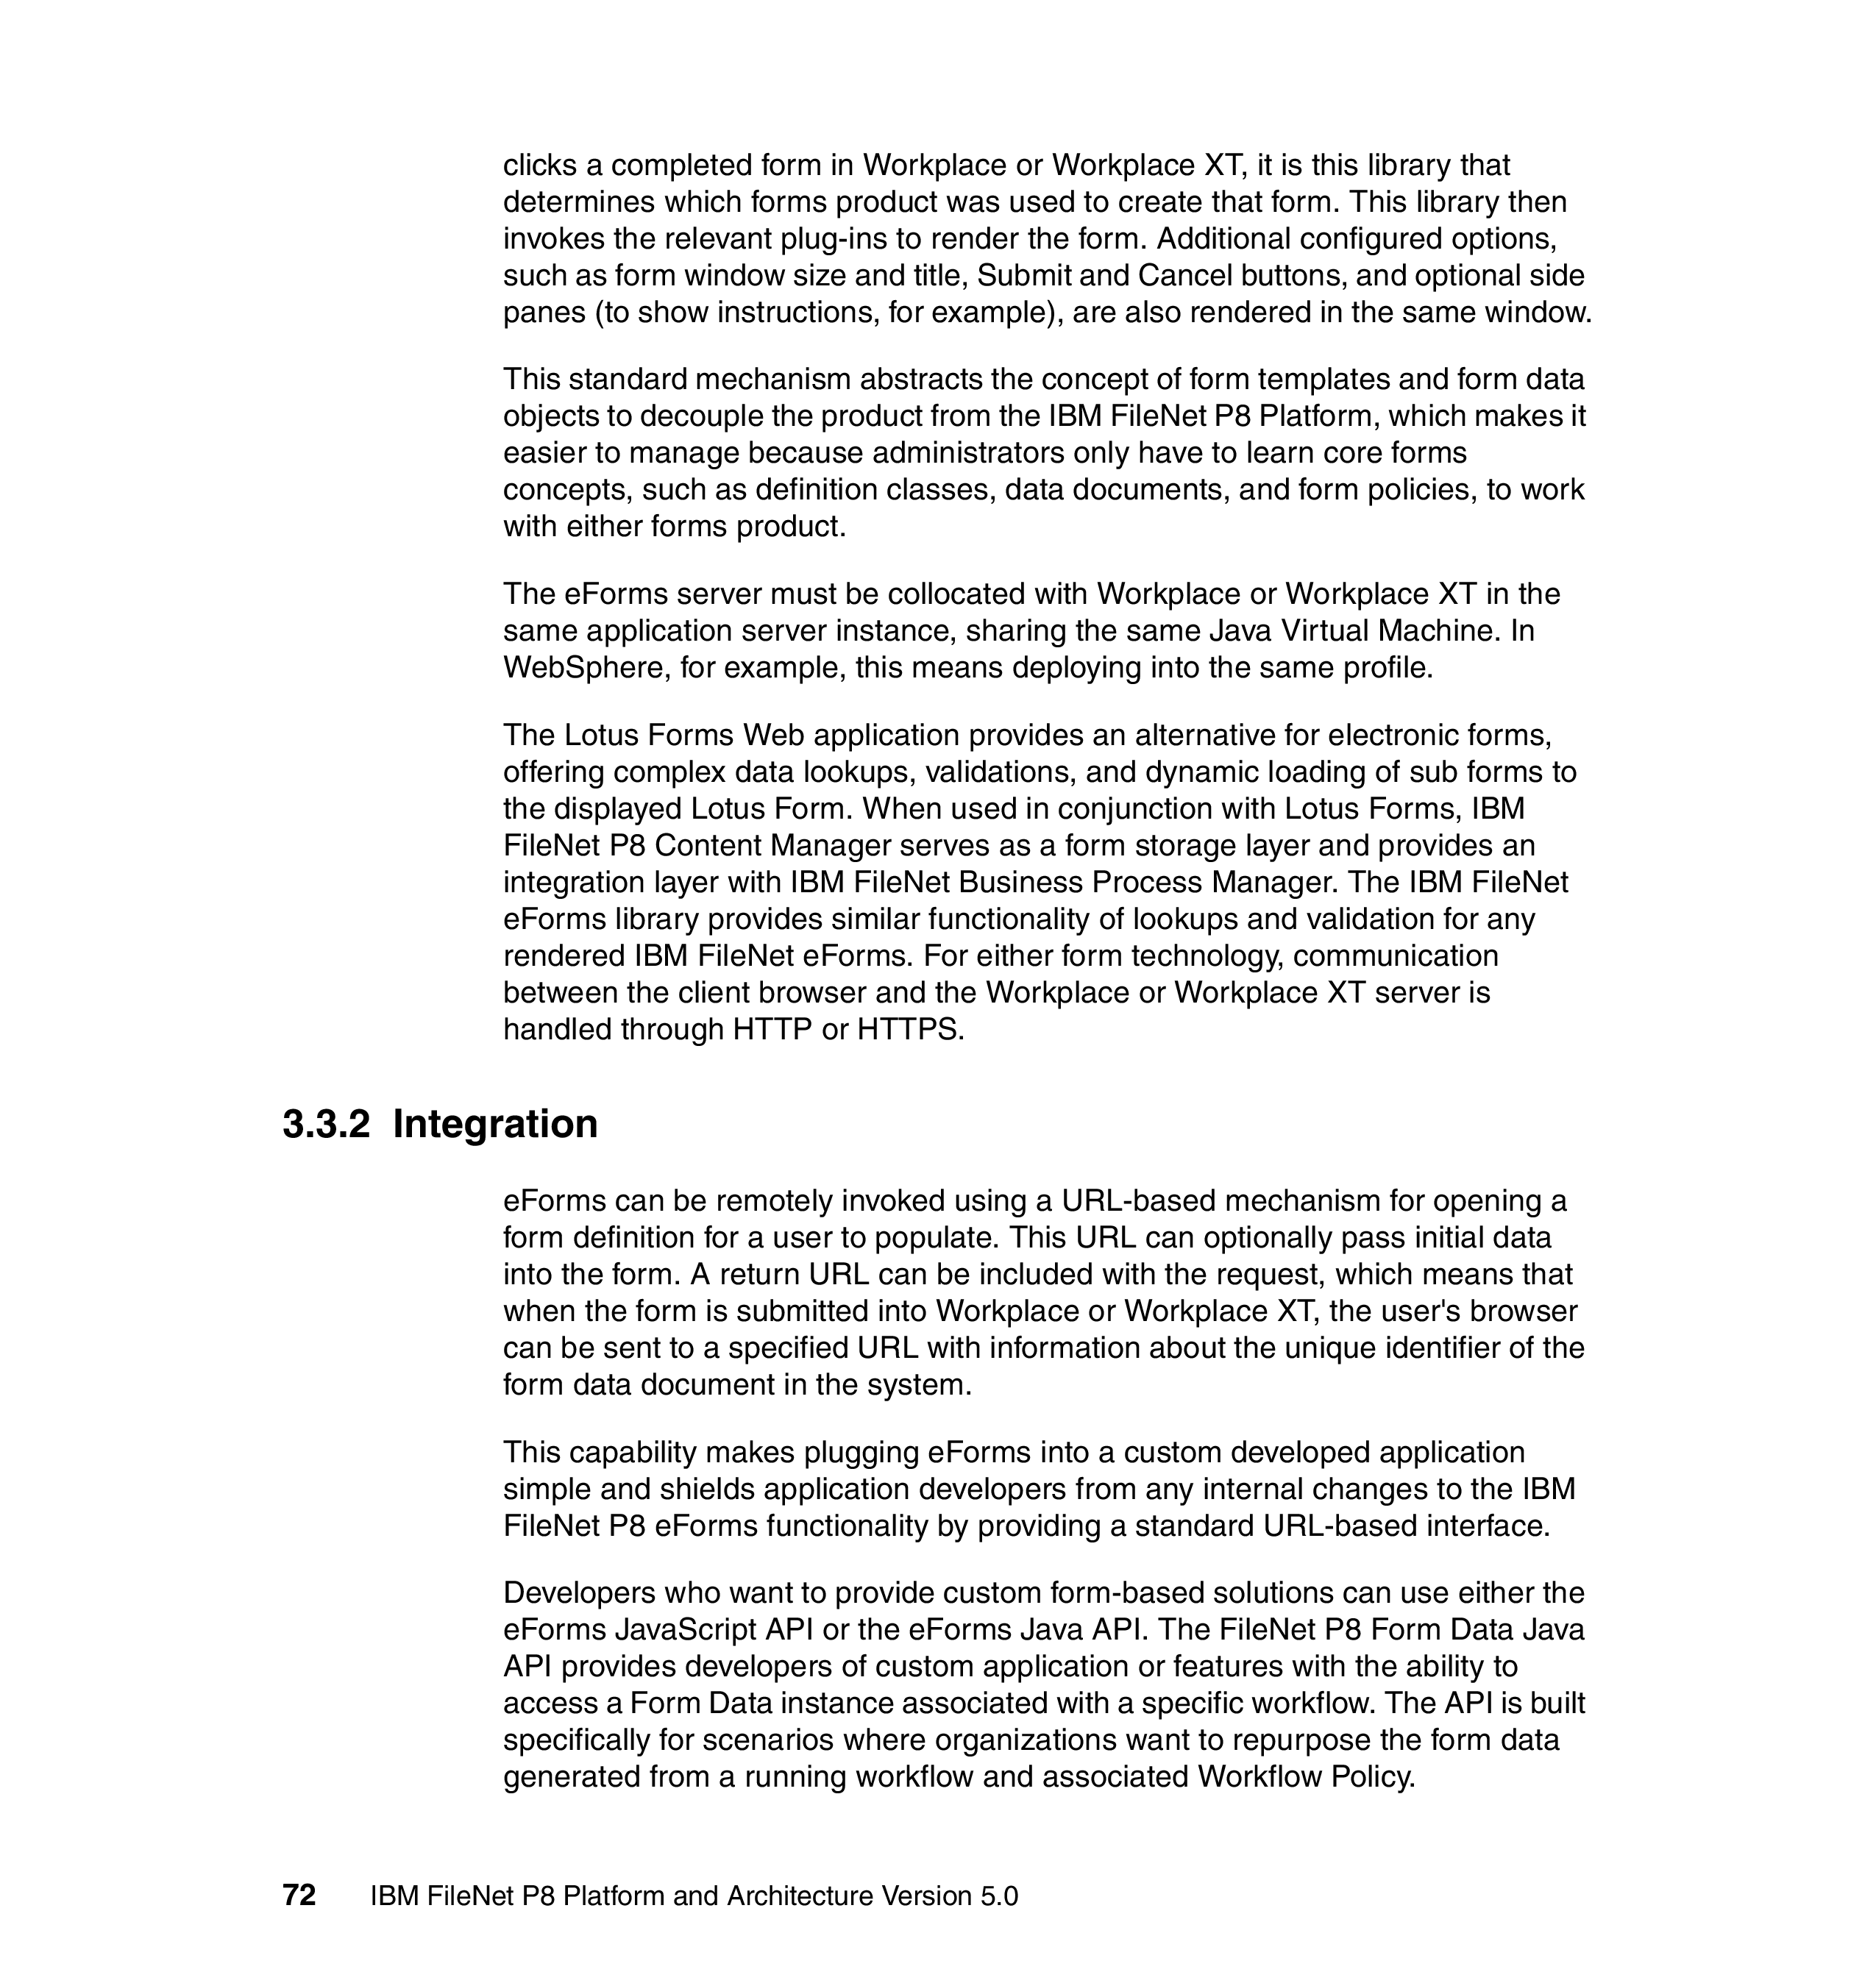 clicks a completed form in Workplace or Workplace XT, it is this library that
determines which forms product was used to create that form. This library then
invokes the relevant plug-ins to render the form. Additional configured options,
such as form window size and title, Submit and Cancel buttons, and optional side
panes (to show instructions, for example), are also rendered in the same window.
This standard mechanism abstracts the concept of form templates and form data
objects to decouple the product from the IBM FileNet P8 Platform, which makes it
easier to manage because administrators only have to learn core forms
concepts, such as definition classes, data documents, and form policies, to work
with either forms product.
The eForms server must be collocated with Workplace or Workplace XT in the
same application server instance, sharing the same Java Virtual Machine. In
WebSphere, for example, this means deploying into the same profile.
The Lotus Forms Web application provides an alternative for electronic forms,
offering complex data lookups, validations, and dynamic loading of sub forms to
the displayed Lotus Form. When used in conjunction with Lotus Forms, IBM
FileNet P8 Content Manager serves as a form storage layer and provides an
integration layer with IBM FileNet Business Process Manager. The IBM FileNet
eForms library provides similar functionality of lookups and validation for any
rendered IBM FileNet eForms. For either form technology, communication
between the client browser and the Workplace or Workplace XT server is
handled through HTTP or HTTPS.
3.3.2 Integration
eForms can be remotely invoked using a URL-based mechanism for opening a
form definition for a user to populate. This URL can optionally pass initial data
into the form. A return URL can be included with the request, which means that
when the form is submitted into Workplace or Workplace XT, the user's browser
can be sent to a specified URL with information about the unique identifier of the
form data document in the system.
This capability makes plugging eForms into a custom developed application
simple and shields application developers from any internal changes to the IBM
FileNet P8 eForms functionality by providing a standard URL-based interface.
Developers who want to provide custom form-based solutions can use either the
eForms JavaScript API or the eForms Java API. The FileNet P8 Form Data Java
API provides developers of custom application or features with the ability to
access a Form Data instance associated with a specific workflow. The API is built
specifically for scenarios where organizations want to repurpose the form data
generated from a running workflow and associated Workflow Policy.
72 IBM FileNet P8 Platform and Architecture Version 5.0